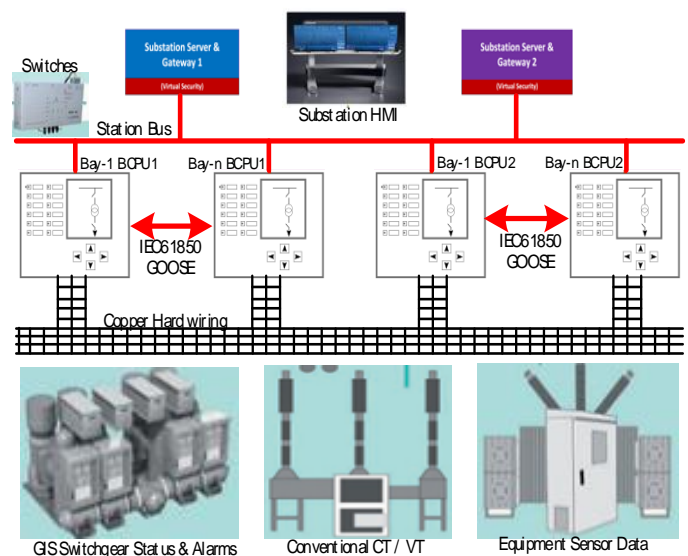 Substation Server &
Gateway 1
(Virtual Security)
Substation Server &
Gateway 2
(Virtual Security)
Switches
Substation HMI
Station Bus
Bay-1 BCPU1
Bay-n BCPU1
Bay-1 BCPU2
Bay-n BCPU2
IEC61850
GOOSE
IEC61850
GOOSE
Copper Hard wiring
GIS Switchgear Status & Alarms
Conventional CT / VT
Equipment Sensor Data